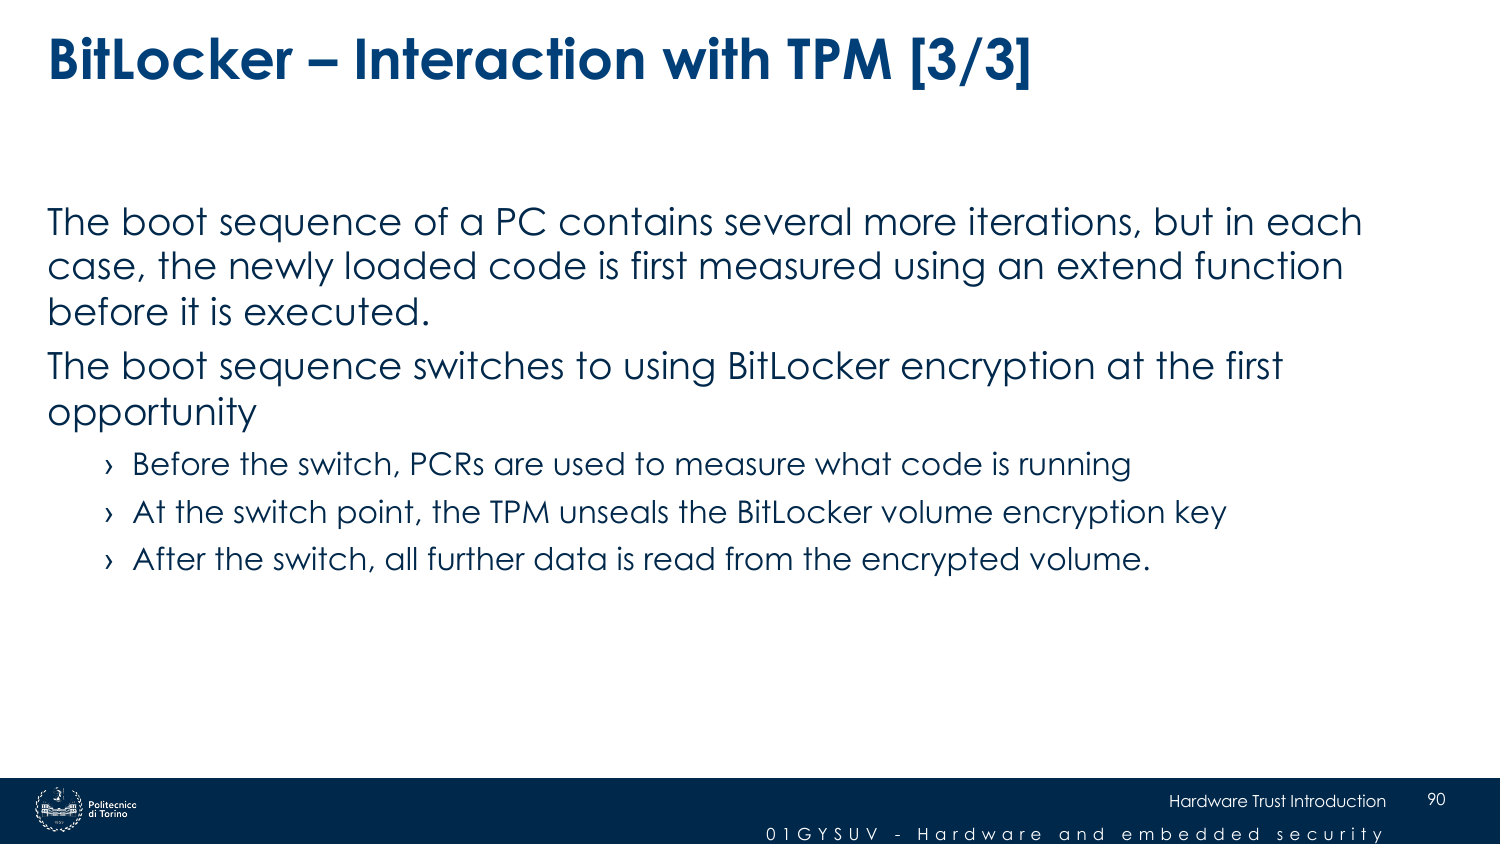 BitLocker – Interaction with TPM [3/3]
The boot sequence of a PC contains several more iterations, but in each
case, the newly loaded code is first measured using an extend function
before it is executed.
The boot sequence switches to using BitLocker encryption at the first
opportunity
› Before the switch, PCRs are used to measure what code is running
› At the switch point, the TPM unseals the BitLocker volume encryption key
› After the switch, all further data is read from the encrypted volume.
Politecnico
di Torino
Hardware Trust Introduction
90
01GYSUV - Hardware and embedded security